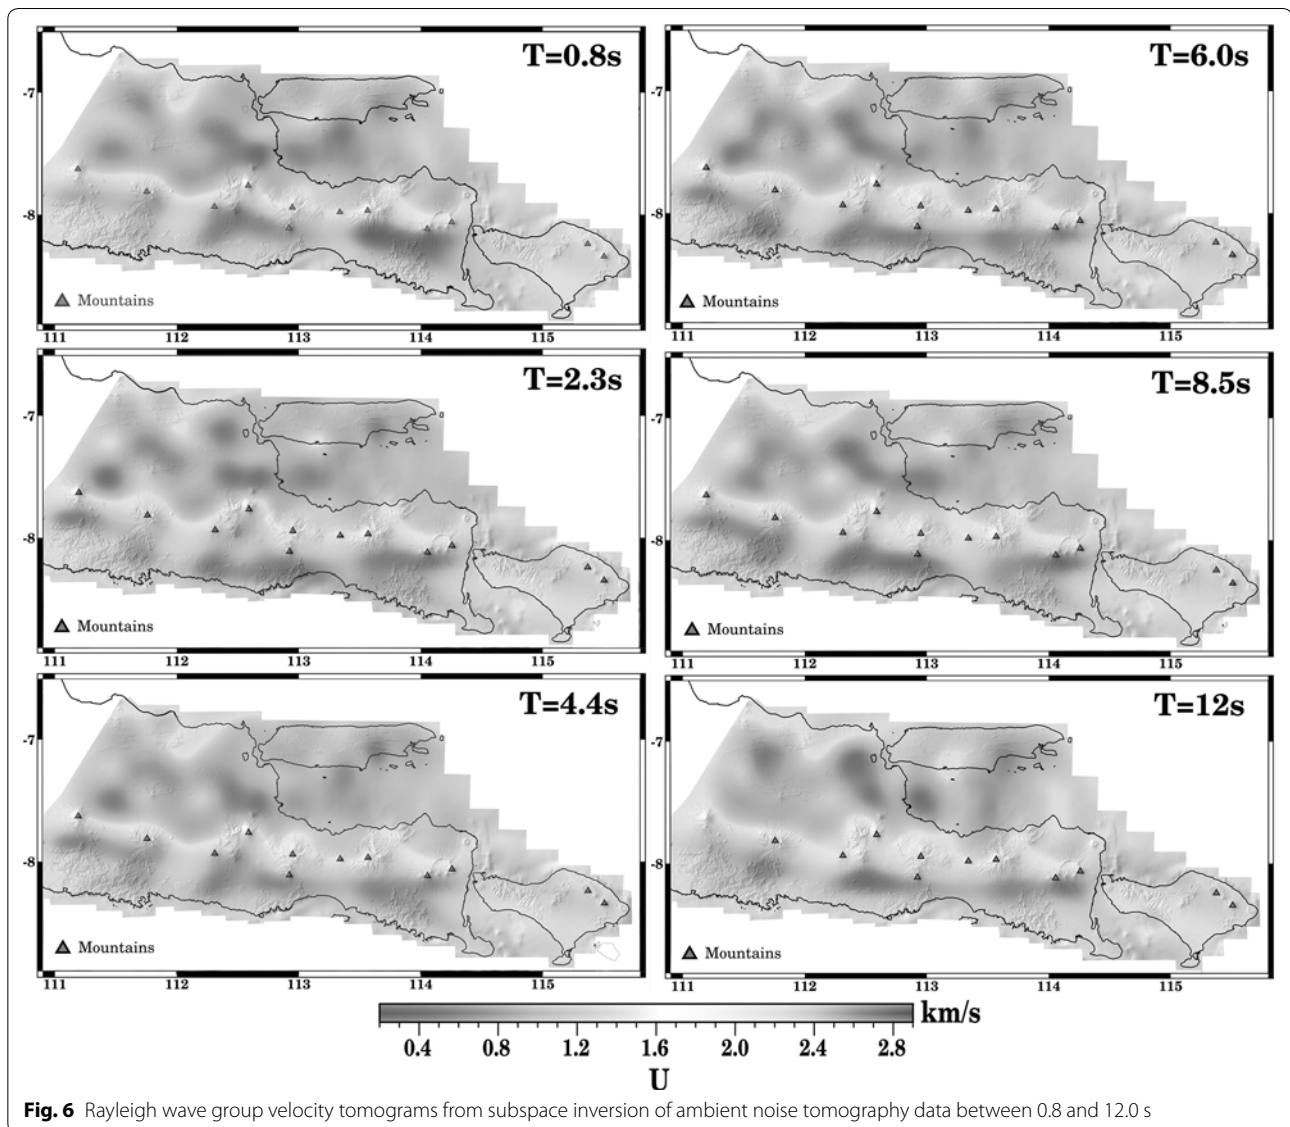 T=0.8s
T=6.0s
-7
-7
-8
-8
Mountains
Mountains
111 112 113 114 115
111 112 113 114 115
T=2.3s
T=8.5s
-7
-7
-8
-8
Mountains
Mountains
111 112 113 114 115
111 112 113 114 115
T=4.4s
T=12s
-7
-7
-8
-8
Mountains
Mountains
111 112 113 114 115
111 112 113 114 115
km/s
0.4 0.8 1.2 1.6 2.0 2.4 2.8
U
Fig. 6 Rayleigh wave group velocity tomograms from subspace inversion of ambient noise tomography data between 0.8 and 12.0 s